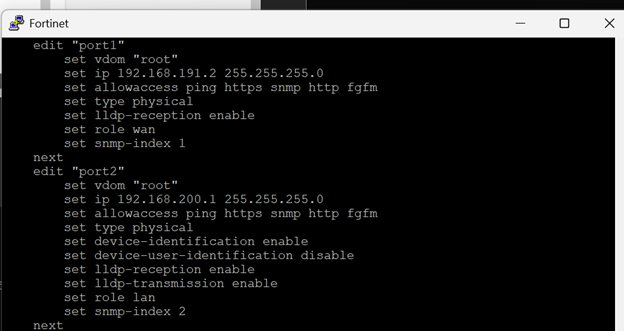 Fortinet
edit "port1"
set vdom "root"
set ip 192.168.191.2 255.255.255.0
set allowaccess ping https snmp http fgfm
set type physical
set lldp-reception enable
set role wan
set snmp-index 1
next
edit "port2"
set vdom "root"
set ip 192.168.200.1 255.255.255.0
set allowaccess ping https snmp http fgfm
set type physical
set device-identification enable
set device-user-identification disable
set lldp-reception enable
set lldp-transmission enable
set role lan
set snmp-index 2
next